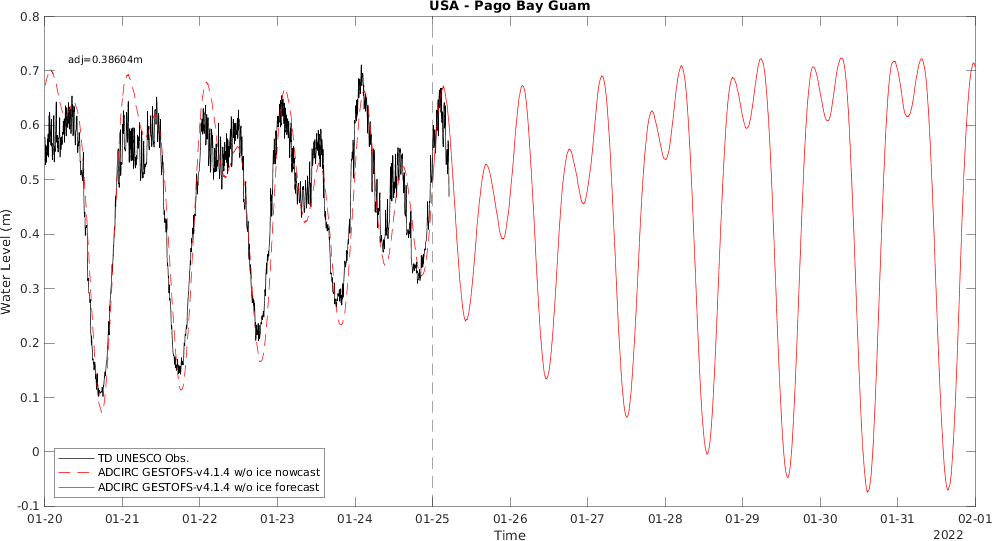 USA - Pago Bay Guam
adj=0.38604m
0.8
0.7
0.6
0.5
0.4
0.3
0.2
0.1
0
-0.1
Water Level (m)
TD UNESCO Obs.
ADCIRC GESTOFS-v4.1.4 w/o ice nowcast
ADCIRC GESTOFS-v4.1.4 w/o ice forecast
01-20 01-21 01-22 01-23 01-24 01-25 01-26 01-27 01-28 01-29 01-30 01-31 02-01
Time
2022